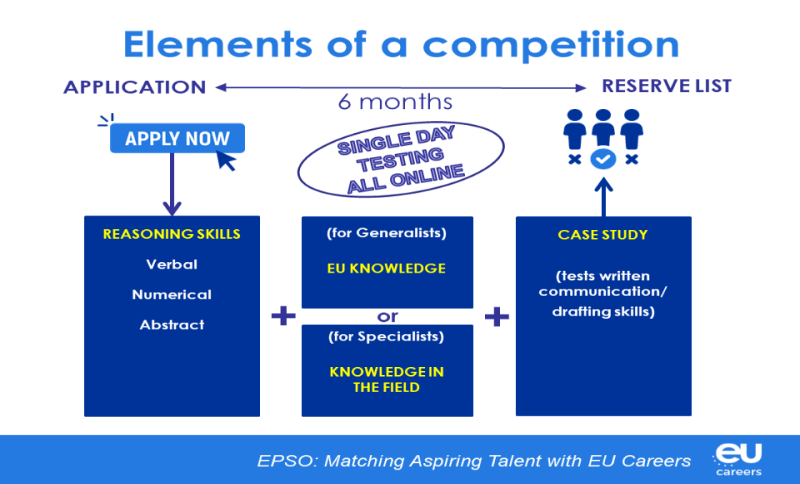 Elements of a competition
APPLICATION
RESERVE LIST
6 months
APPLY NOW
SINGLE DAY
TESTING
ALL ONLINE
REASONING SKILLS
Verbal
Numerical
Abstract
+
(for Generalists)
EU KNOWLEDGE
or
(for Specialists)
KNOWLEDGE IN
THE FIELD
+
CASE STUDY
(tests written
communication/
drafting skills)
EPSO: Matching Aspiring Talent with EU Careers
eu
careers